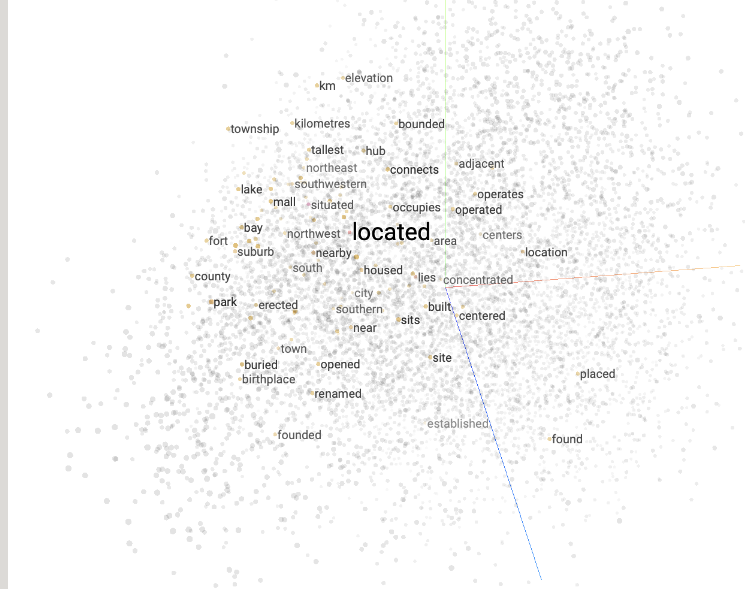 elevation
km
township
kilometres
bounded
tallest
hub
northeast
connects
adjacent
southwestern
lake
mall
situated
occupies
operates
operated
bay
fort
northwest
located
area
centers
suburb
nearby
location
south
housed
county
lies
concentrated
city
park
erected
southern
built
sits
centered
near
town
site
buried
opened
birthplace
placed
renamed
established
founded
found